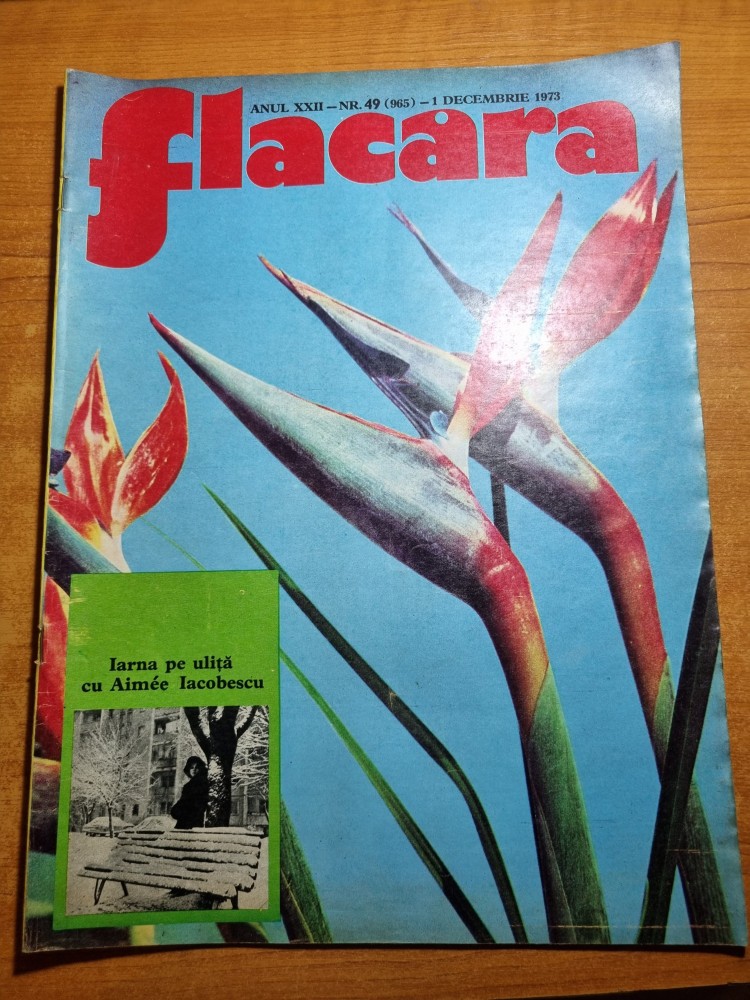 ANUL XXII — NR. 49 (965) — 1 DECEMBRIE 1973
flacara
Iarna pe uliță
cu Aimée Iacobescu